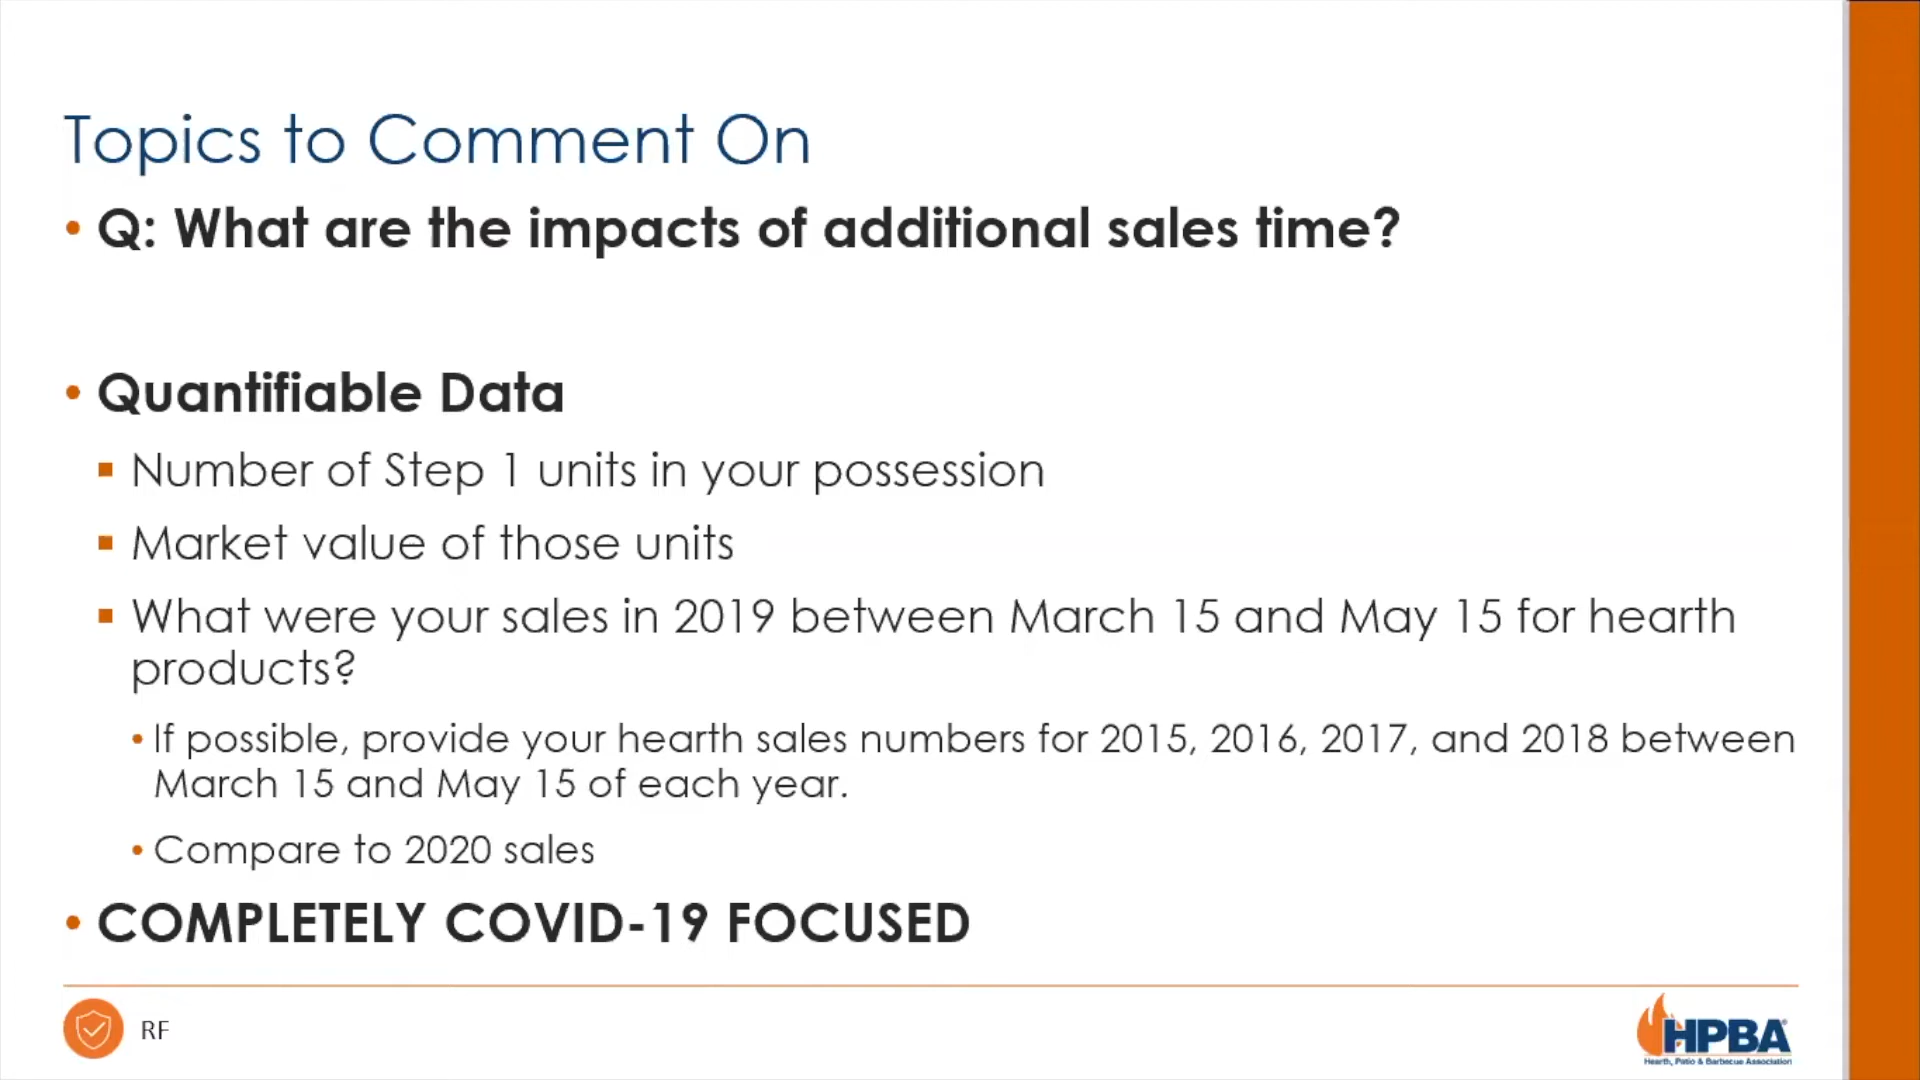 Topics to Comment On
• Q: What are the impacts of additional sales time?
• Quantifiable Data
▪ Number of Step 1 units in your possession
▪ Market value of those units
▪ What were your sales in 2019 between March 15 and May 15 for hearth
products?
• If possible, provide your hearth sales numbers for 2015, 2016, 2017, and 2018 between
March 15 and May 15 of each year.
• Compare to 2020 sales
• COMPLETELY COVID-19 FOCUSED
RF
HPBA
Hearth, Patio & Barbecue Association